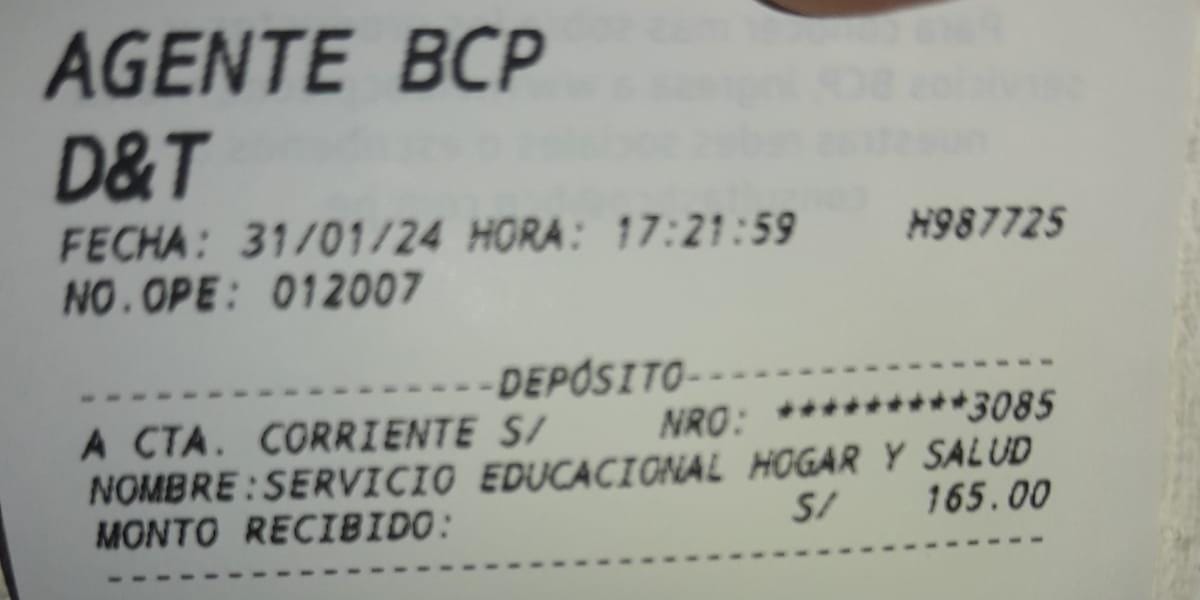 AGENTE BCP
D&T
FECHA: 31/01/24 HORA: 17:21:59 H987725
NO.OPE: 012007
-----------------DEPÓSITO---------------
A CTA. CORRIENTE S/ NRO: *********3085
NOMBRE:SERVICIO EDUCACIONAL HOGAR Y SALUD
MONTO RECIBIDO: S/ 165.00